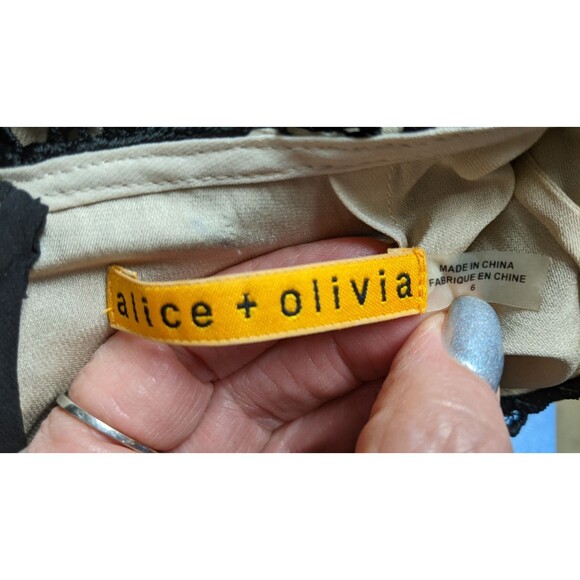 alice + olivia
MADE IN CHINA
FABRIQUE EN CHINE
6